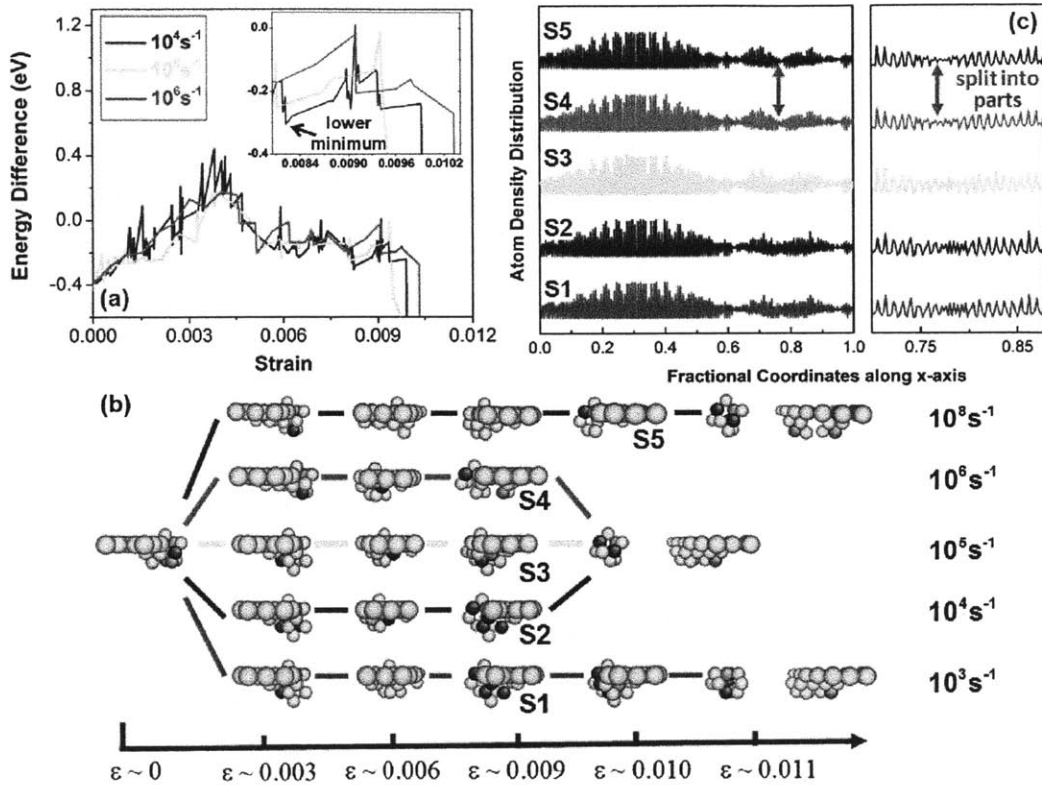 1.2
0.8
0.4
0.0
-0.4
Energy Difference (eV)
10⁴s⁻¹
10⁵s⁻¹
10⁶s⁻¹
(a)
0.000 0.003 0.006 0.009 0.012
Strain
0.0
-0.2
-0.4
lower
minimum
0.0084 0.0090 0.0096 0.0102
Atom Density Distribution
S5
S4
S3
S2
S1
0.0 0.2 0.4 0.6 0.8 1.0
(c)
split into
parts
0.75 0.80 0.85
Fractional Coordinates along x-axis
(b)
S5
10⁸s⁻¹
S4
10⁶s⁻¹
S3
10⁵s⁻¹
S2
10⁴s⁻¹
S1
10³s⁻¹
ε ~ 0 ε ~ 0.003 ε ~ 0.006 ε ~ 0.009 ε ~ 0.010 ε ~ 0.011